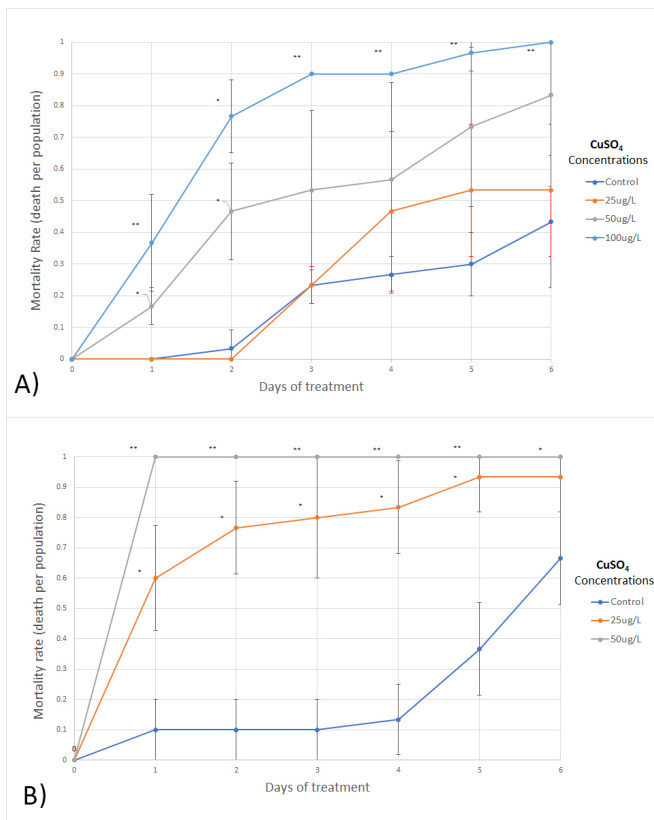 1
0.9
0.8
0.7
0.6
0.5
0.4
0.3
0.2
0.1
0
Mortality Rate (death per population)
** * ** ** ** **
* *
0 1 2 3 4 5 6
Days of treatment
CuSO4
Concentrations
Control
25ug/L
50ug/L
100ug/L
A)
1
0.9
0.8
0.7
0.6
0.5
0.4
0.3
0.2
0.1
0
Mortality rate (death per population)
** ** ** ** ** *
* * * * *
0
0 1 2 3 4 5 6
Days of treatment
CuSO4
Concentrations
Control
25ug/L
50ug/L
B)